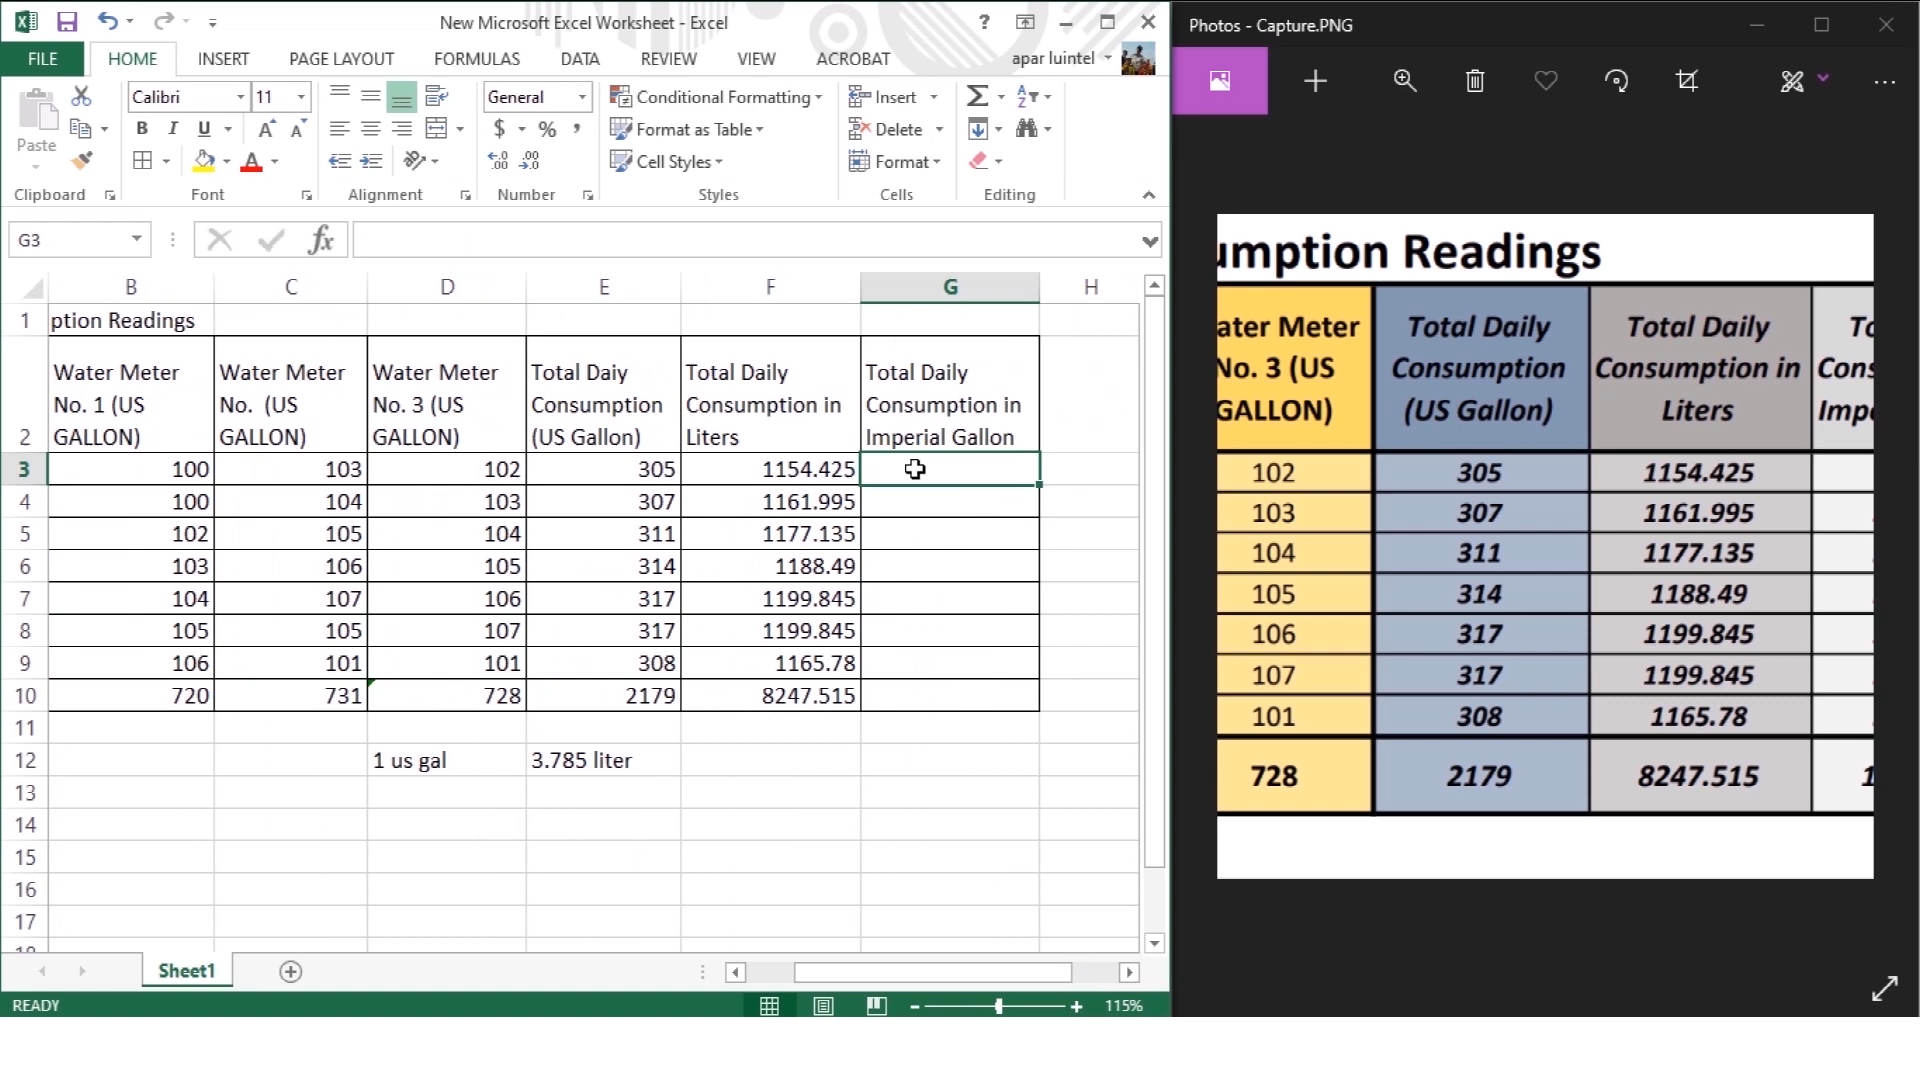 New Microsoft Excel Worksheet - Excel
?
FILE HOME INSERT PAGE LAYOUT FORMULAS DATA REVIEW VIEW ACROBAT apar luintel
Paste
Calibri 11
B I U A A A
General
$ % ,
Conditional Formatting
Format as Table
Cell Styles
Insert
Delete
Format
Clipboard Font Alignment Number Styles Cells Editing
G3 fx
B C D E F G H
1 ption Readings
2
Water Meter
No. 1 (US
GALLON)
Water Meter
No. (US
GALLON)
Water Meter
No. 3 (US
GALLON)
Total Daiy
Consumption
(US Gallon)
Total Daily
Consumption in
Liters
Total Daily
Consumption in
Imperial Gallon
3 100 103 102 305 1154.425
4 100 104 103 307 1161.995
5 102 105 104 311 1177.135
6 103 106 105 314 1188.49
7 104 107 106 317 1199.845
8 105 105 107 317 1199.845
9 106 101 101 308 1165.78
10 720 731 728 2179 8247.515
11
12 1 us gal 3.785 liter
13
14
15
16
17
Sheet1
READY 115%
Photos - Capture.PNG
umption Readings
ater Meter
No. 3 (US
GALLON)
Total Daily
Consumption
(US Gallon)
Total Daily
Consumption in
Liters
To
Cons
Impe
102 305 1154.425
103 307 1161.995
104 311 1177.135
105 314 1188.49
106 317 1199.845
107 317 1199.845
101 308 1165.78
728 2179 8247.515 1